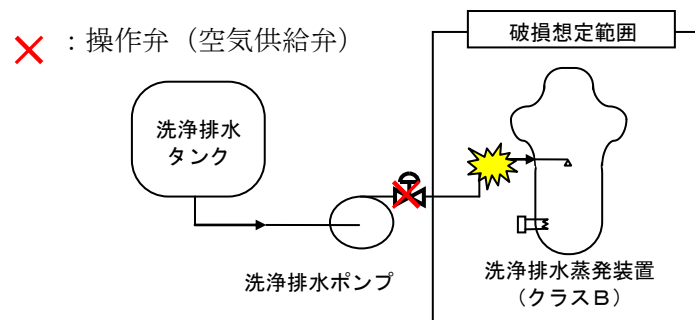 ：操作弁（空気供給弁）
破損想定範囲
洗浄排水
タンク
洗浄排水ポンプ
洗浄排水蒸発装置
（クラスＢ）